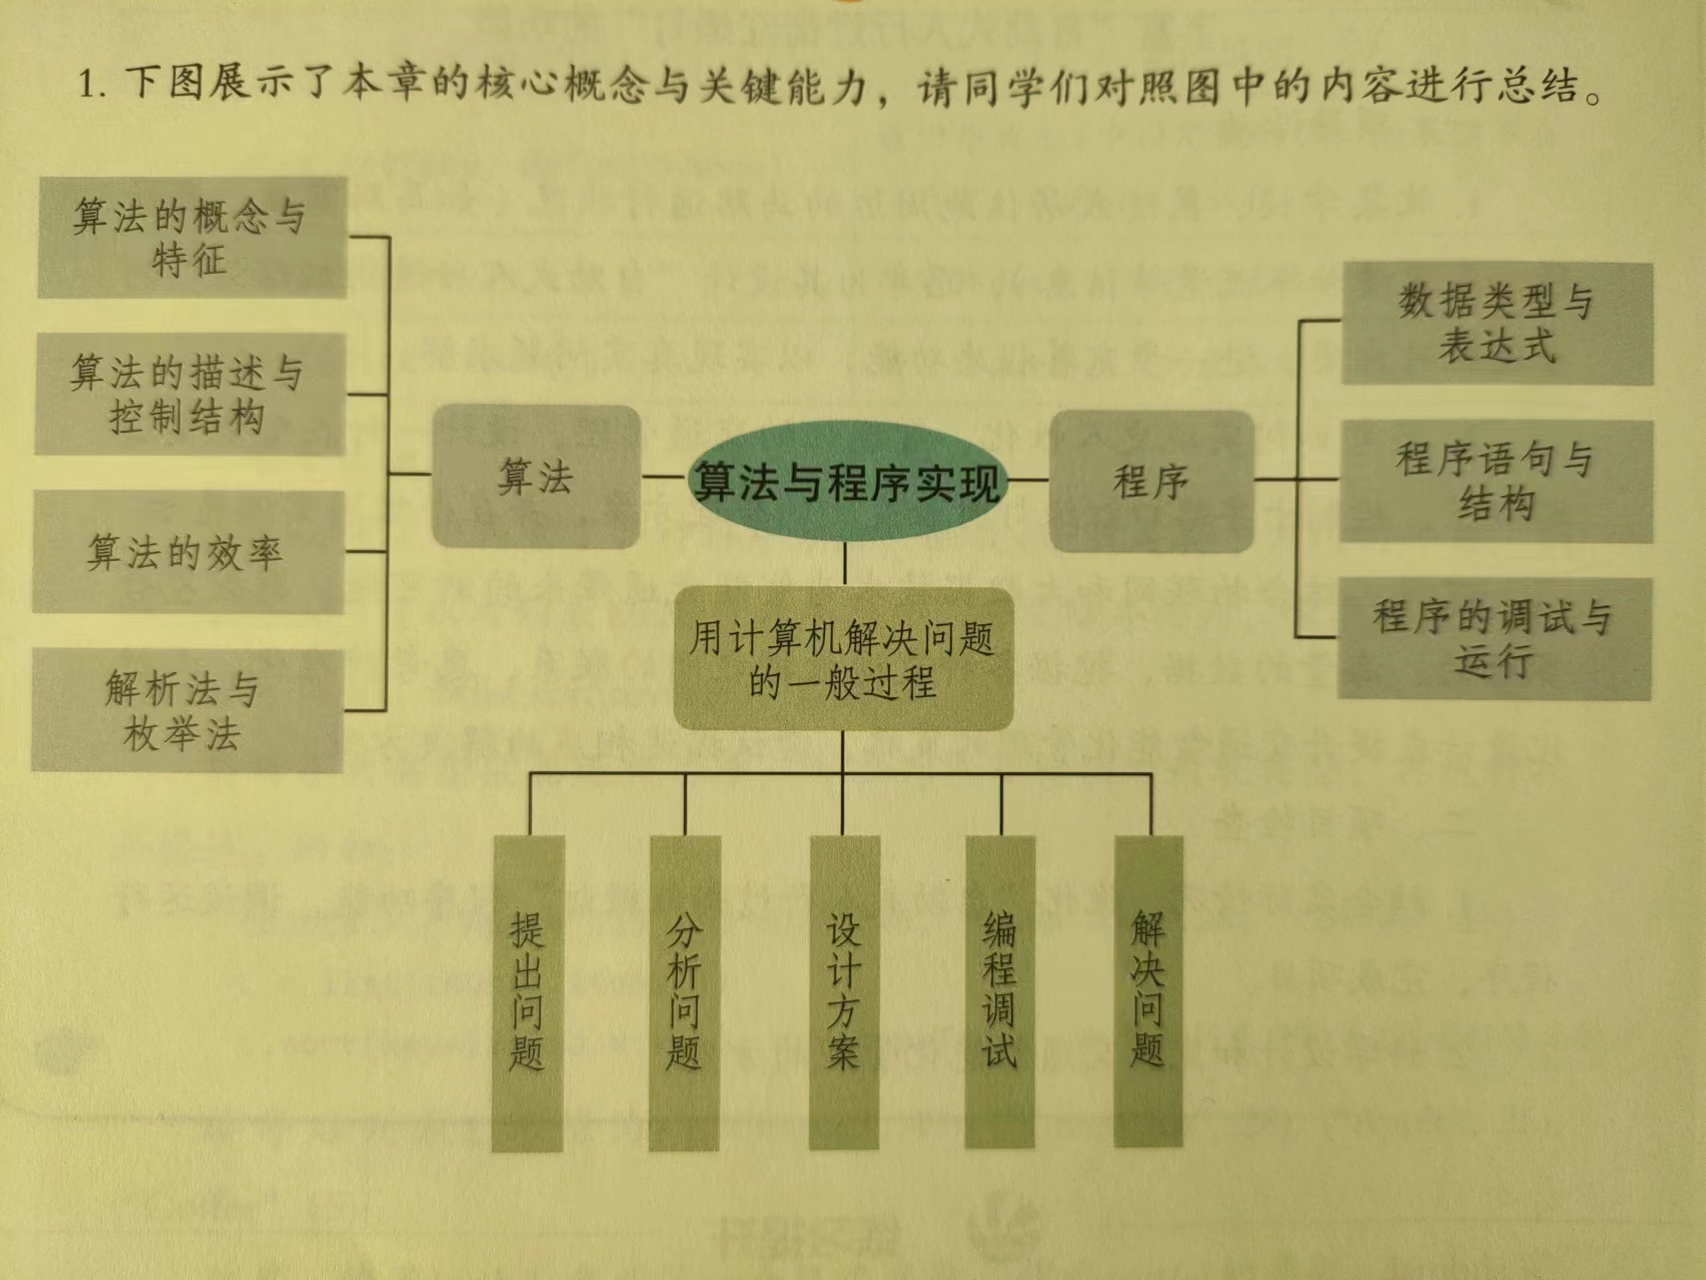 1. 下图展示了本章的核心概念与关键能力，请同学们对照图中的内容进行总结。
算法的概念与
特征
算法的描述与
控制结构
算法的效率
解析法与
枚举法
算法
算法与程序实现
程序
数据类型与
表达式
程序语句与
结构
程序的调试与
运行
用计算机解决问题
的一般过程
提出问题
分析问题
设计方案
编程调试
解决问题